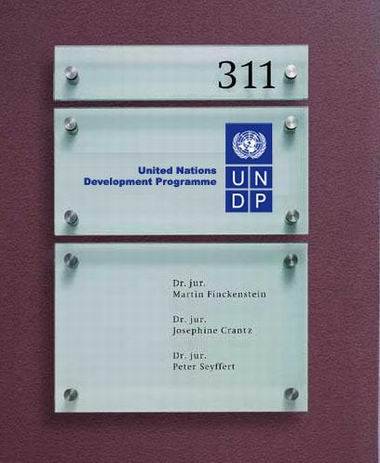 311
United Nations
Development Programme
U N
D P
Dr. jur.
Martin Finckenstein
Dr. jur.
Josephine Crantz
Dr. jur.
Peter Seyffert